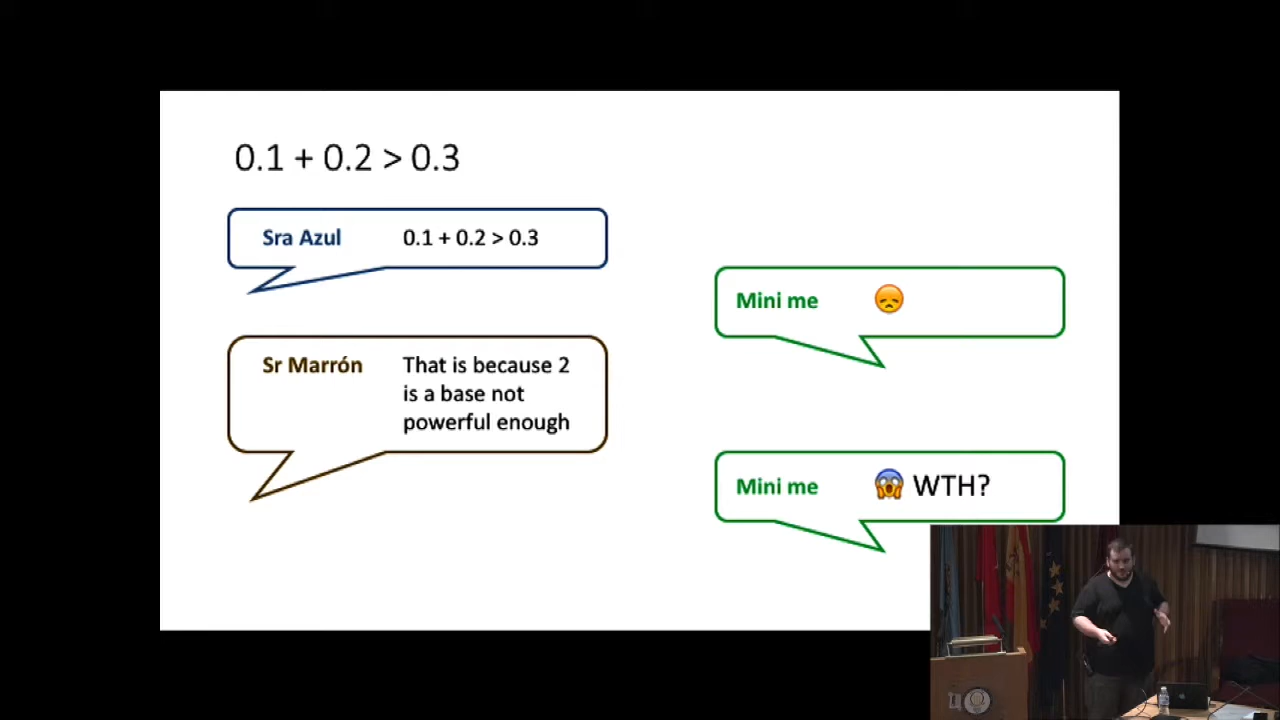 0.1 + 0.2 > 0.3
Sra Azul 0.1 + 0.2 > 0.3
Mini me 😞
Sr Marrón That is because 2
is a base not
powerful enough
Mini me 😱 WTH?